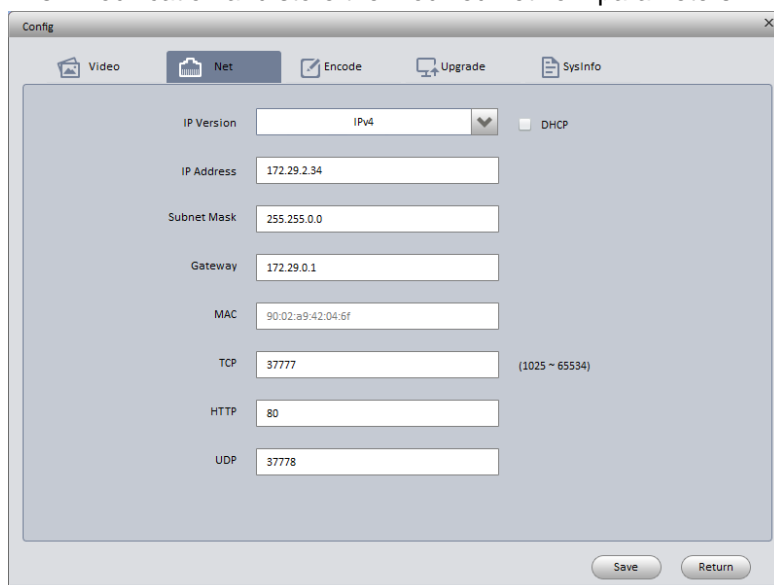 Config
Video Net Encode Upgrade SysInfo
IP Version IPv4 DHCP
IP Address 172.29.2.34
Subnet Mask 255.255.0.0
Gateway 172.29.0.1
MAC 90:02:a9:42:04:6f
TCP 37777 (1025 ~ 65534)
HTTP 80
UDP 37778
Save Return